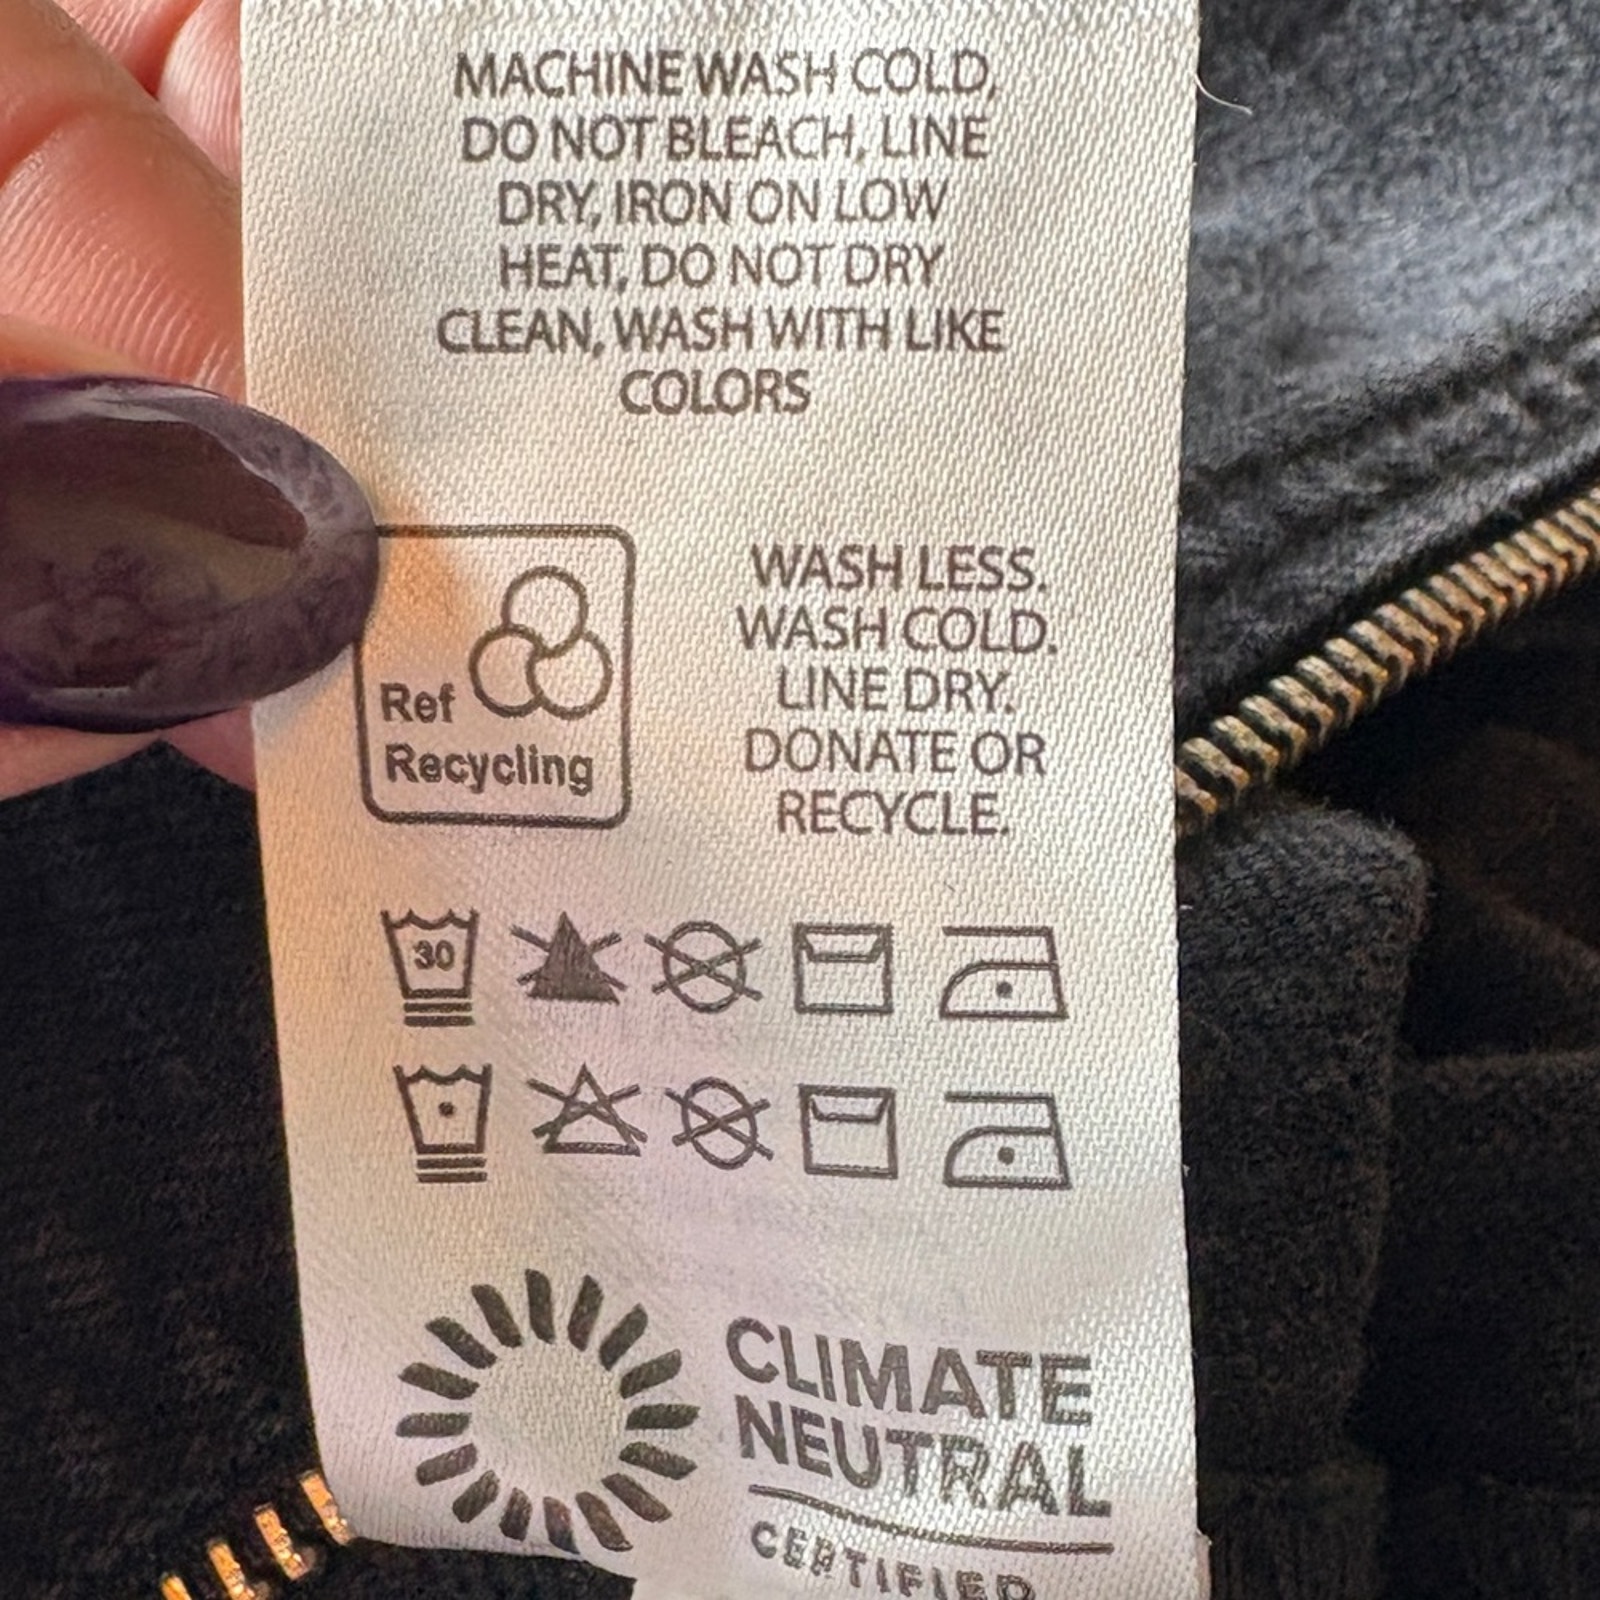 MACHINE WASH COLD,
DO NOT BLEACH, LINE
DRY, IRON ON LOW
HEAT, DO NOT DRY
CLEAN, WASH WITH LIKE
COLORS
Ref
Recycling
WASH LESS.
WASH COLD.
LINE DRY.
DONATE OR
RECYCLE.
30
CLIMATE
NEUTRAL
CERTIFIED